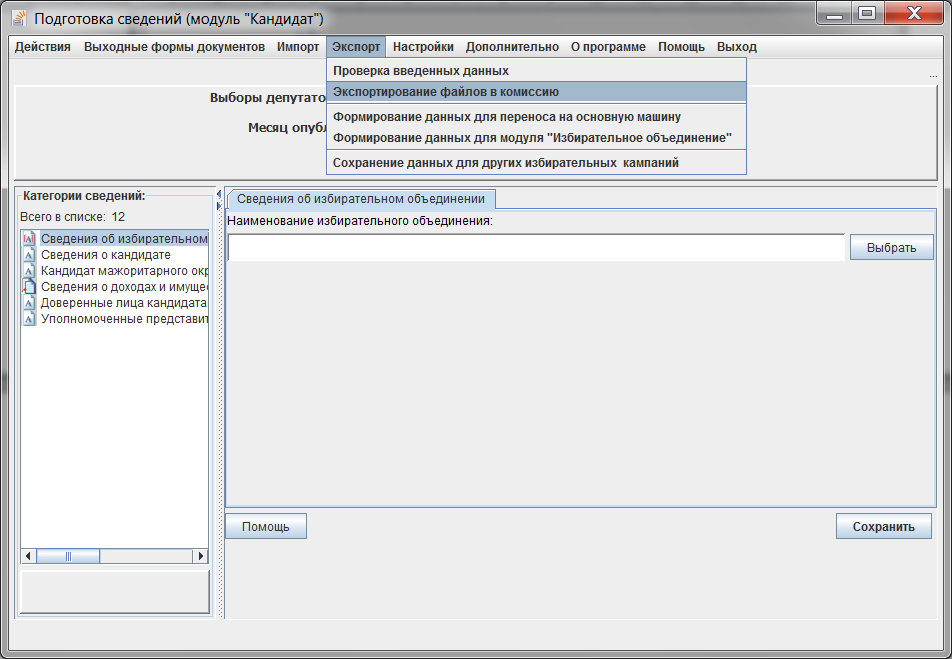 Подготовка сведений (модуль "Кандидат")
Действия Выходные формы документов Импорт Экспорт Настройки Дополнительно О программе Помощь Выход
Проверка введенных данных
Экспортирование файлов в комиссию
Формирование данных для переноса на основную машину
Формирование данных для модуля "Избирательное объединение"
Сохранение данных для других избирательных кампаний
...
Выборы депутато
Месяц опубл
Категории сведений:
Всего в списке: 12
Сведения об избирательном
Сведения о кандидате
Кандидат мажоритарного окр
Сведения о доходах и имущес
Доверенные лица кандидата
Уполномоченные представит
Сведения об избирательном объединении
Наименование избирательного объединения:
Выбрать
Помощь
Сохранить